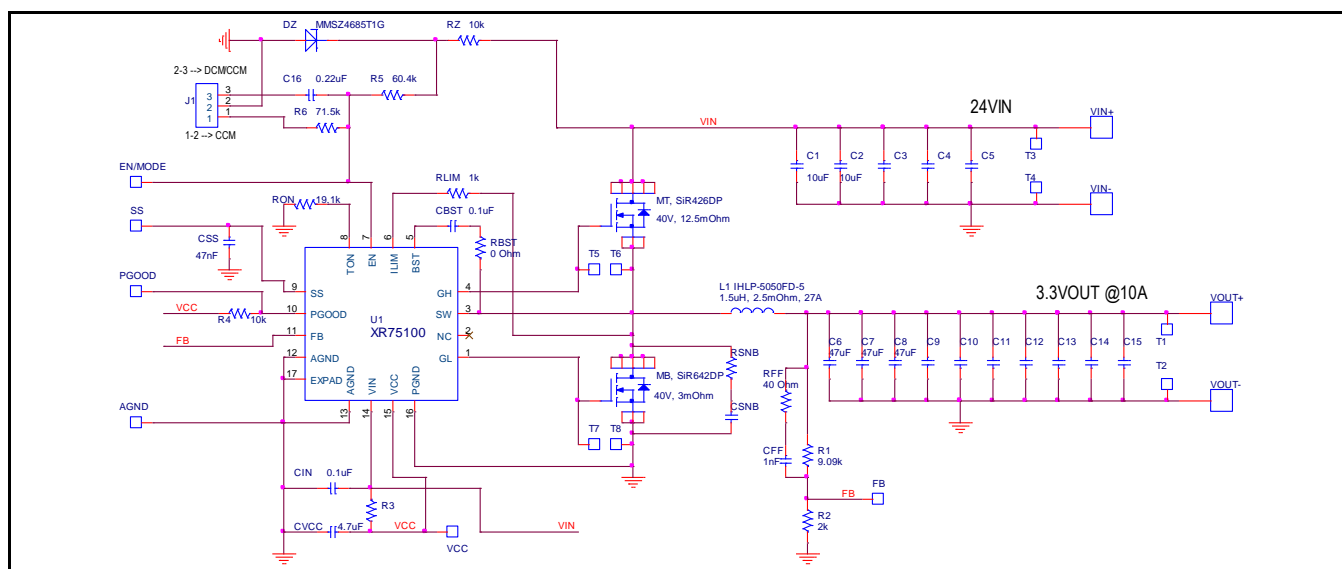 DZ MMSZ4685T1G
RZ 10k
2-3 --> DCM/CCM
C16 0.22uF
R5 60.4k
J1
3
2
1
3
2
1
R6 71.5k
1-2 --> CCM
24VIN
VIN
VIN+
C1
C2
C3
C4
C5
10uF
10uF
T3
T4
VIN-
EN/MODE
RON 19.1k
RLIM 1k
CBST 0.1uF
RBST
0 Ohm
MT, SiR426DP
40V, 12.5mOhm
SS
CSS
47nF
8
7
6
5
TON
EN
ILIM
BST
T5
T6
PGOOD
9
SS
GH
4
VCC
R4 10k
10
PGOOD
SW
3
L1 IHLP-5050FD-5
1.5uH, 2.5mOhm, 27A
3.3VOUT @10A
VOUT+
U1
XR75100
FB
11
FB
NC
2
12
AGND
GL
1
17
EXPAD
AGND
VIN
VCC
PGND
13
14
15
16
AGND
MB, SiR642DP
40V, 3mOhm
T7
T8
RSNB
CSNB
RFF
40 Ohm
CFF
1nF
R1
9.09k
C6
47uF
C7
47uF
C8
47uF
C9
C10
C11
C12
C13
C14
C15
T1
T2
VOUT-
CIN 0.1uF
R3
FB
FB
R2
2k
CVCC 4.7uF
VCC
VCC
VIN